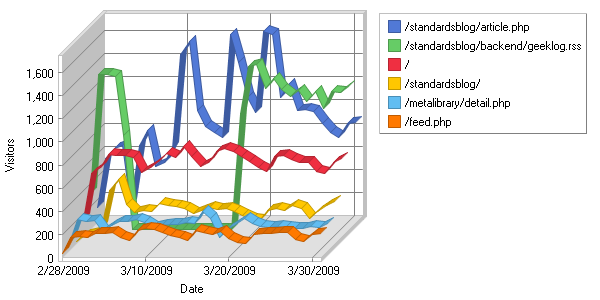 /standardsblog/article.php
/standardsblog/backend/geeklog.rss
/
/standardsblog/
/metalibrary/detail.php
/feed.php
Visitors
1,600
1,400
1,200
1,000
800
600
400
200
0
2/28/2009 3/10/2009 3/20/2009 3/30/2009
Date